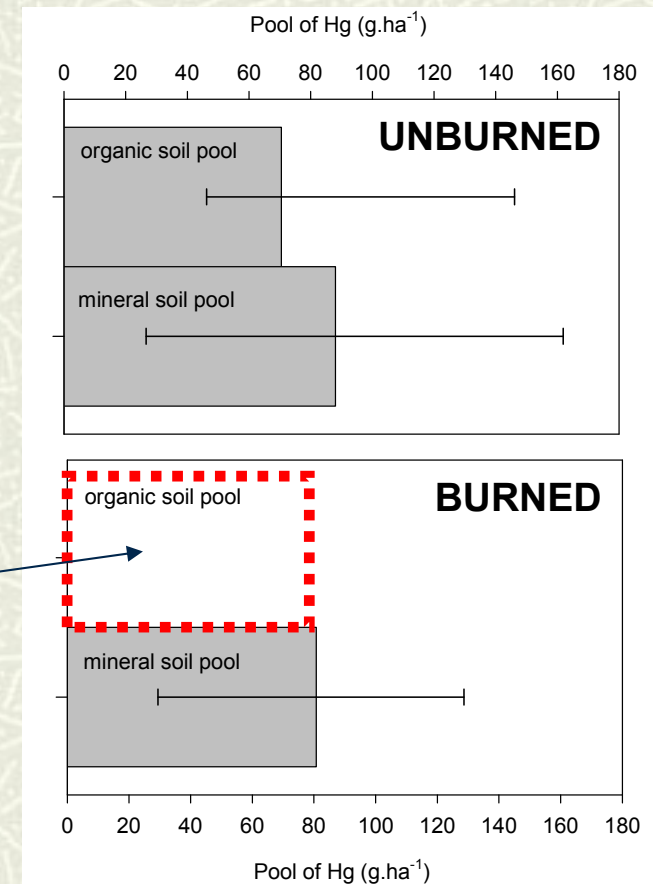 Pool of Hg (g.ha⁻¹)
0 20 40 60 80 100 120 140 160 180
UNBURNED
organic soil pool
mineral soil pool
BURNED
organic soil pool
mineral soil pool
0 20 40 60 80 100 120 140 160 180
Pool of Hg (g.ha⁻¹)